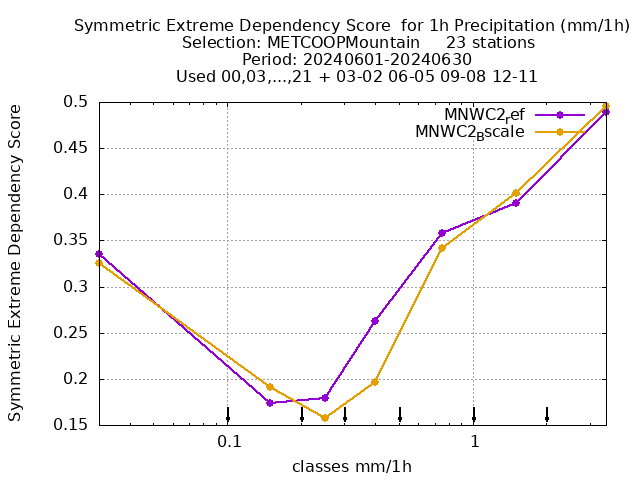 Symmetric Extreme Dependency Score  for 1h Precipitation (mm/1h)
Selection: METCOOPMountain     23 stations
Period: 20240601-20240630
Used 00,03,...,21 + 03-02 06-05 09-08 12-11
Symmetric Extreme Dependency Score
0.5
0.45
0.4
0.35
0.3
0.25
0.2
0.15
MNWC2_ref
MNWC2_Bscale
0.1
1
classes mm/1h